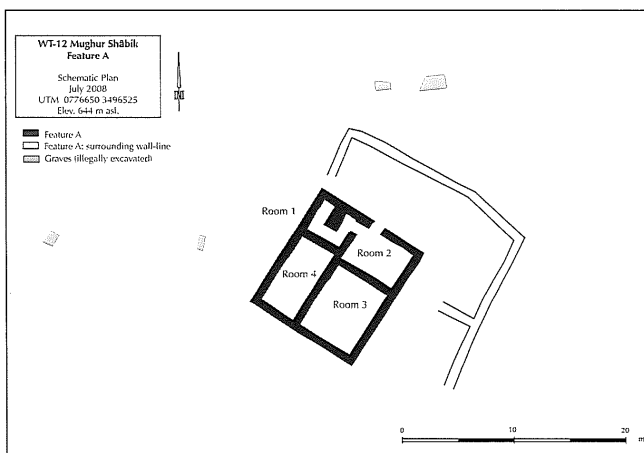 WT-12 Mughur Shābik
Feature A
Schematic Plan
July 2008
UTM 0776650 3496525
Elev. 644 m asl.
N
Feature A
Feature A: surrounding wall-line
Graves (illegally excavated)
Room 1
Room 2
Room 4
Room 3
0 10 20
m